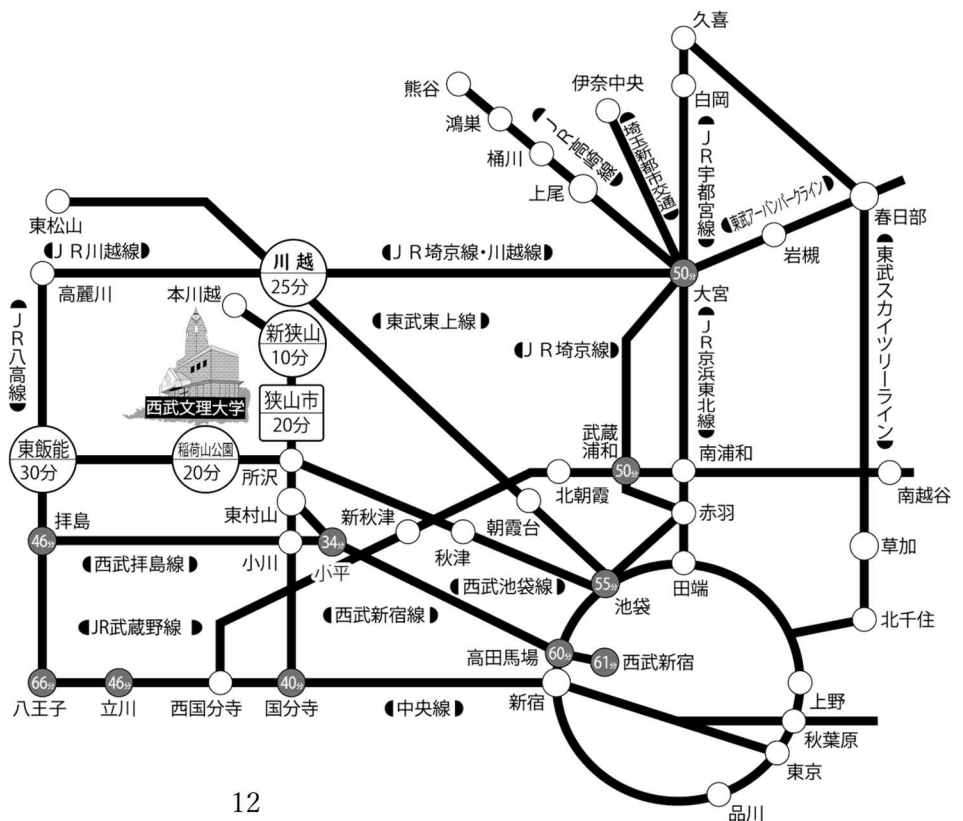 久喜
熊谷
伊奈中央
白岡
鴻巣
JR高崎線
埼玉新都市交通
JR宇都宮線
桶川
上尾
東武アーバンパークライン
東松山
春日部
岩槻
JR川越線
川越
25分
JR埼京線・川越線
50分
大宮
高麗川
本川越
新狭山
10分
東武東上線
東武スカイツリーライン
JR八高線
JR埼京線
JR京浜東北線
西武文理大学
狭山市
20分
東飯能
30分
稲荷山公園
20分
所沢
武蔵
浦和
50分
南浦和
北朝霞
南越谷
拝島
46分
東村山
新秋津
朝霞台
赤羽
小川
34分
小平
秋津
草加
西武拝島線
西武池袋線
55分
池袋
田端
JR武蔵野線
西武新宿線
北千住
高田馬場
60分
61分
西武新宿
66分
八王子
46分
立川
西国分寺
40分
国分寺
中央線
新宿
上野
秋葉原
東京
品川
12